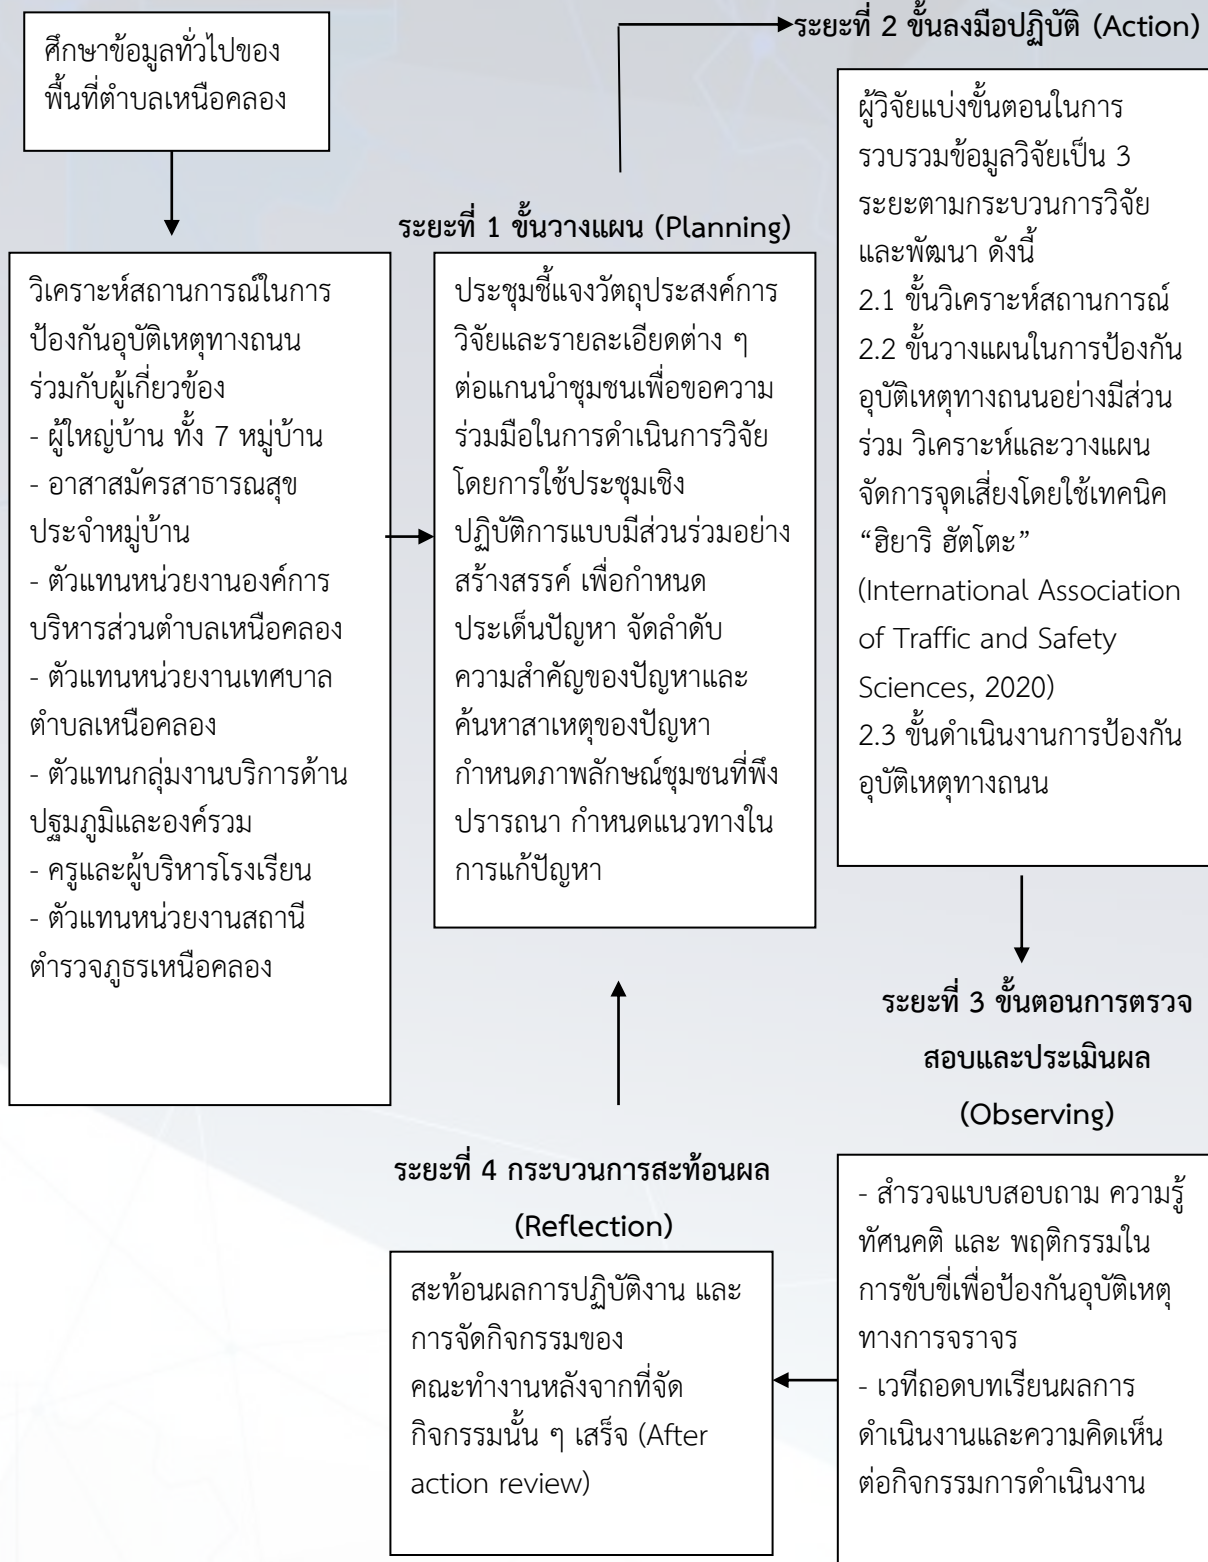 ศึกษาข้อมูลทั่วไปของ
พื้นที่ตำบลเหนือคลอง
วิเคราะห์สถานการณ์ในการ
ป้องกันอุบัติเหตุทางถนน
ร่วมกับผู้เกี่ยวข้อง
- ผู้ใหญ่บ้าน ทั้ง 7 หมู่บ้าน
- อาสาสมัครสาธารณสุข
ประจำหมู่บ้าน
- ตัวแทนหน่วยงานองค์การ
บริหารส่วนตำบลเหนือคลอง
- ตัวแทนหน่วยงานเทศบาล
ตำบลเหนือคลอง
- ตัวแทนกลุ่มงานบริการด้าน
ปฐมภูมิและองค์รวม
- ครูและผู้บริหารโรงเรียน
- ตัวแทนหน่วยงานสถานี
ตำรวจภูธรเหนือคลอง
ระยะที่ 1 ขั้นวางแผน (Planning)
ประชุมชี้แจงวัตถุประสงค์การ
วิจัยและรายละเอียดต่าง ๆ
ต่อแกนนำชุมชนเพื่อขอความ
ร่วมมือในการดำเนินการวิจัย
โดยการใช้ประชุมเชิง
ปฏิบัติการแบบมีส่วนร่วมอย่าง
สร้างสรรค์ เพื่อกำหนด
ประเด็นปัญหา จัดลำดับ
ความสำคัญของปัญหาและ
ค้นหาสาเหตุของปัญหา
กำหนดภาพลักษณ์ชุมชนที่พึง
ปรารถนา กำหนดแนวทางใน
การแก้ปัญหา
ระยะที่ 2 ขั้นลงมือปฏิบัติ (Action)
ผู้วิจัยแบ่งขั้นตอนในการ
รวบรวมข้อมูลวิจัยเป็น 3
ระยะตามกระบวนการวิจัย
และพัฒนา ดังนี้
2.1 ขั้นวิเคราะห์สถานการณ์
2.2 ขั้นวางแผนในการป้องกัน
อุบัติเหตุทางถนนอย่างมีส่วน
ร่วม วิเคราะห์และวางแผน
จัดการจุดเสี่ยงโดยใช้เทคนิค
“ฮิยาริ ฮัตโตะ”
(International Association
of Traffic and Safety
Sciences, 2020)
2.3 ขั้นดำเนินงานการป้องกัน
อุบัติเหตุทางถนน
ระยะที่ 3 ขั้นตอนการตรวจ
สอบและประเมินผล
(Observing)
- สำรวจแบบสอบถาม ความรู้
ทัศนคติ และ พฤติกรรมใน
การขับขี่เพื่อป้องกันอุบัติเหตุ
ทางการจราจร
- เวทีถอดบทเรียนผลการ
ดำเนินงานและความคิดเห็น
ต่อกิจกรรมการดำเนินงาน
ระยะที่ 4 กระบวนการสะท้อนผล
(Reflection)
สะท้อนผลการปฏิบัติงาน และ
การจัดกิจกรรมของ
คณะทำงานหลังจากที่จัด
กิจกรรมนั้น ๆ เสร็จ (After
action review)